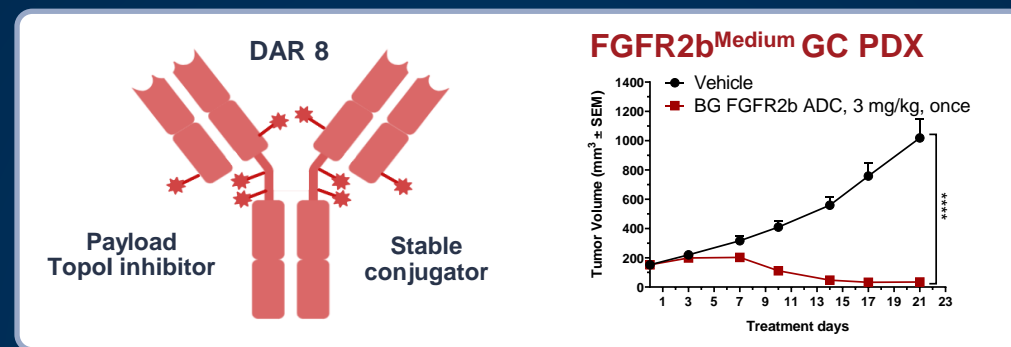 DAR 8
Payload
TopoI inhibitor
Stable
conjugator
FGFR2bMedium GC PDX
Vehicle
BG FGFR2b ADC, 3 mg/kg, once
Tumor Volume (mm³ ± SEM)
1400
1200
1000
800
600
400
200
0
1 3 5 7 9 11 13 15 17 19 21 23
Treatment days
****